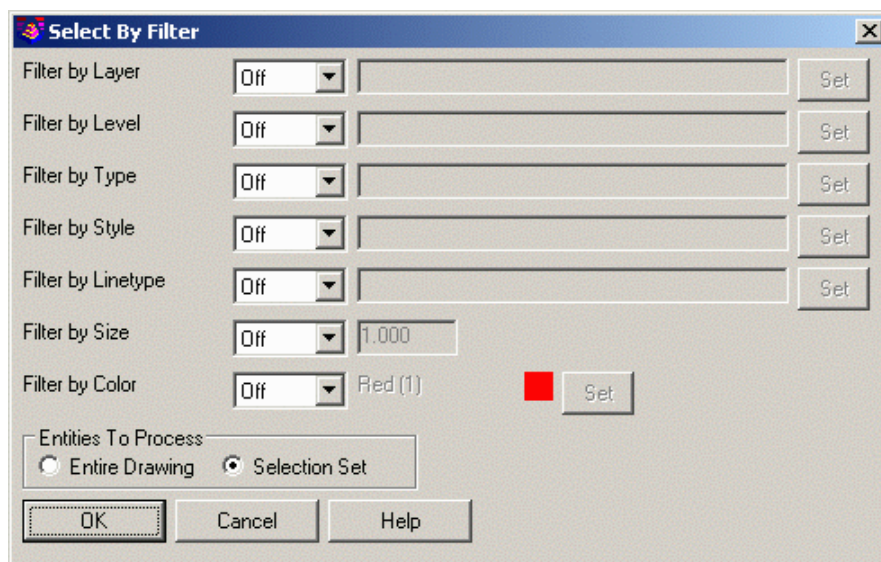 Select By Filter
Filter by Layer Off Set
Filter by Level Off Set
Filter by Type Off Set
Filter by Style Off Set
Filter by Linetype Off Set
Filter by Size Off 1.000
Filter by Color Off Red (1) Set
Entities To Process
Entire Drawing Selection Set
OK Cancel Help